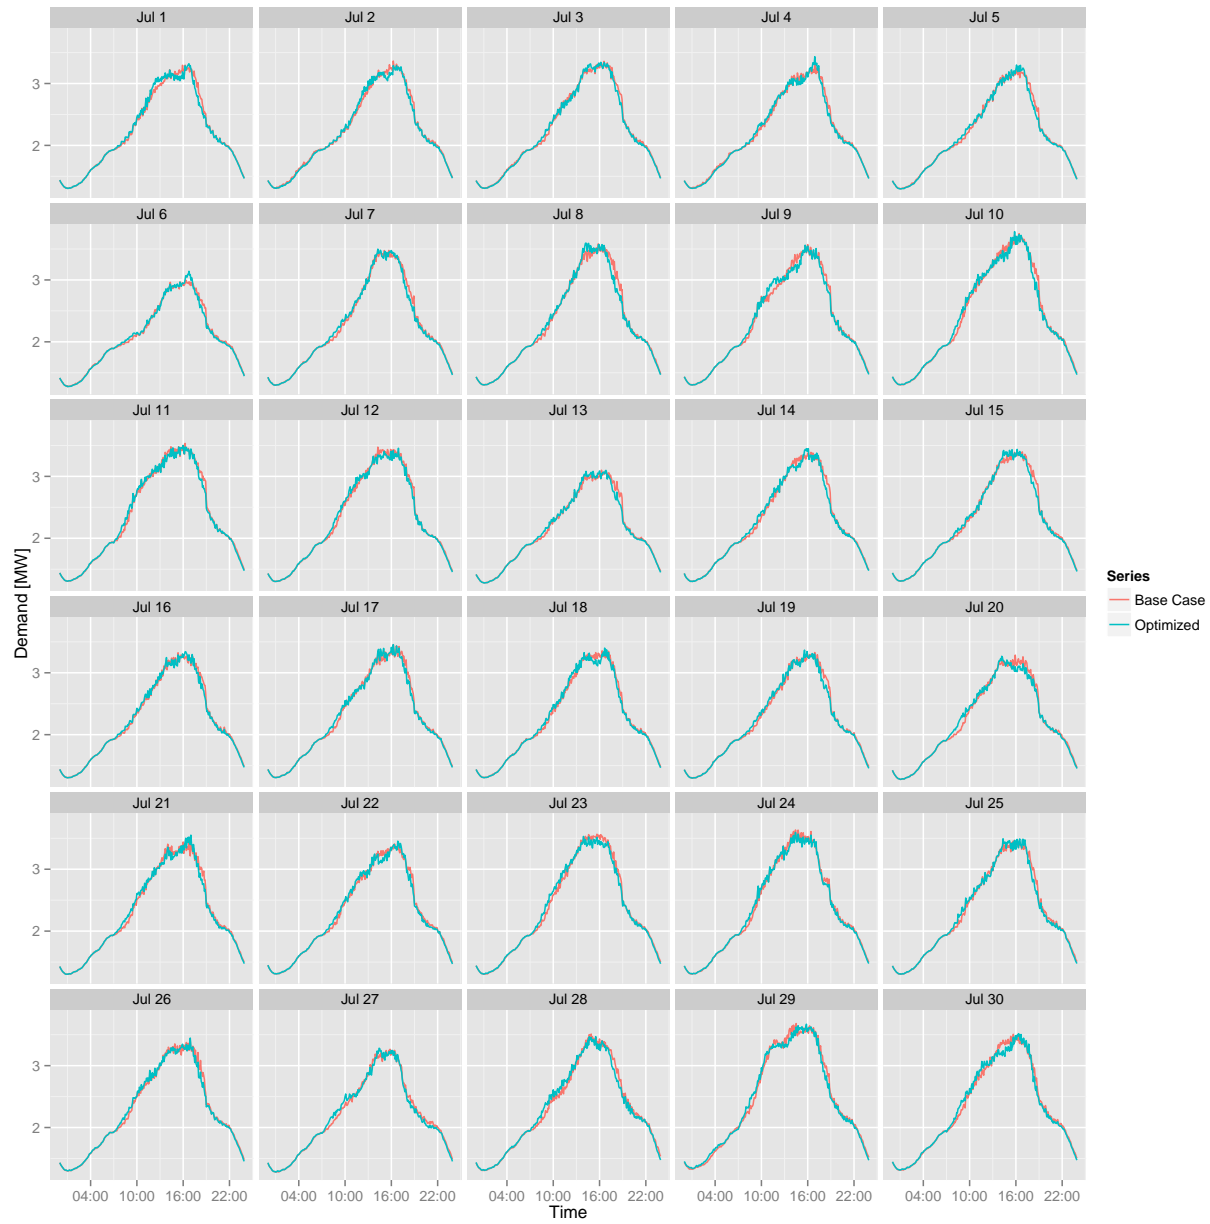 Jul 1 Jul 2 Jul 3 Jul 4 Jul 5
3
2
Jul 6 Jul 7 Jul 8 Jul 9 Jul 10
3
2
Jul 11 Jul 12 Jul 13 Jul 14 Jul 15
3
2
Jul 16 Jul 17 Jul 18 Jul 19 Jul 20
3
2
Jul 21 Jul 22 Jul 23 Jul 24 Jul 25
3
2
Jul 26 Jul 27 Jul 28 Jul 29 Jul 30
3
2
04:00 10:00 16:00 22:00 04:00 10:00 16:00 22:00 04:00 10:00 16:00 22:00 04:00 10:00 16:00 22:00 04:00 10:00 16:00 22:00
Time
Demand [MW]
Series
Base Case
Optimized